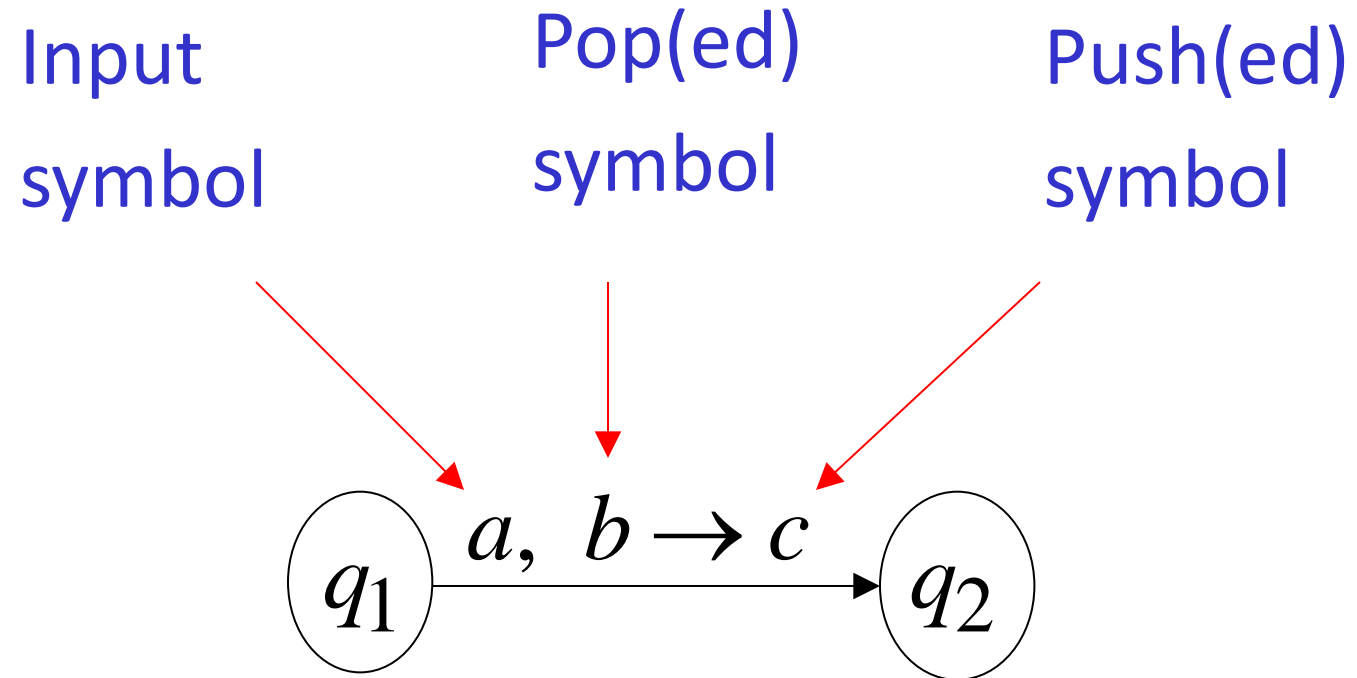 Input
symbol
Pop(ed)
symbol
Push(ed)
symbol
a, b → c
q₁
q₂